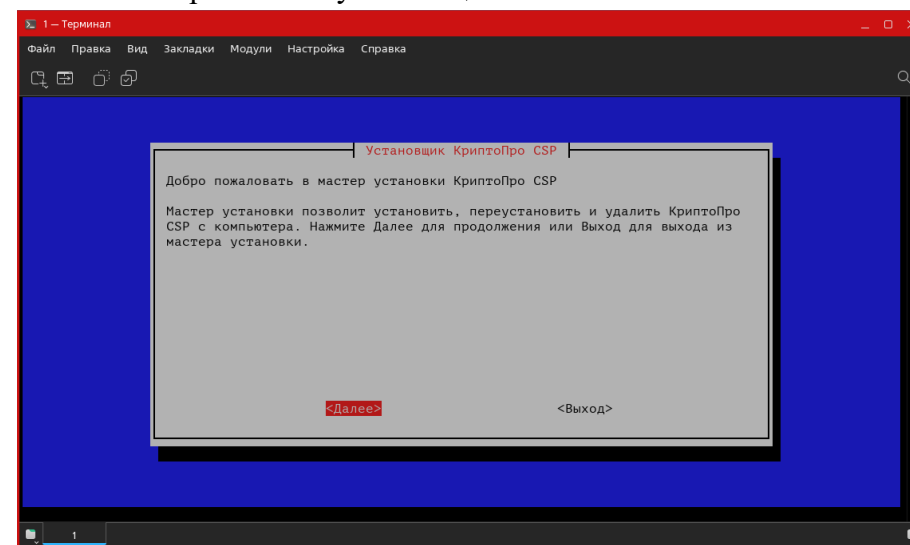 1 — Терминал
Файл Правка Вид Закладки Модули Настройка Справка
Установщик КриптоПро CSP
Добро пожаловать в мастер установки КриптоПро CSP
Мастер установки позволит установить, переустановить и удалить КриптоПро
CSP с компьютера. Нажмите Далее для продолжения или Выход для выхода из
мастера установки.
<Далее> <Выход>
1